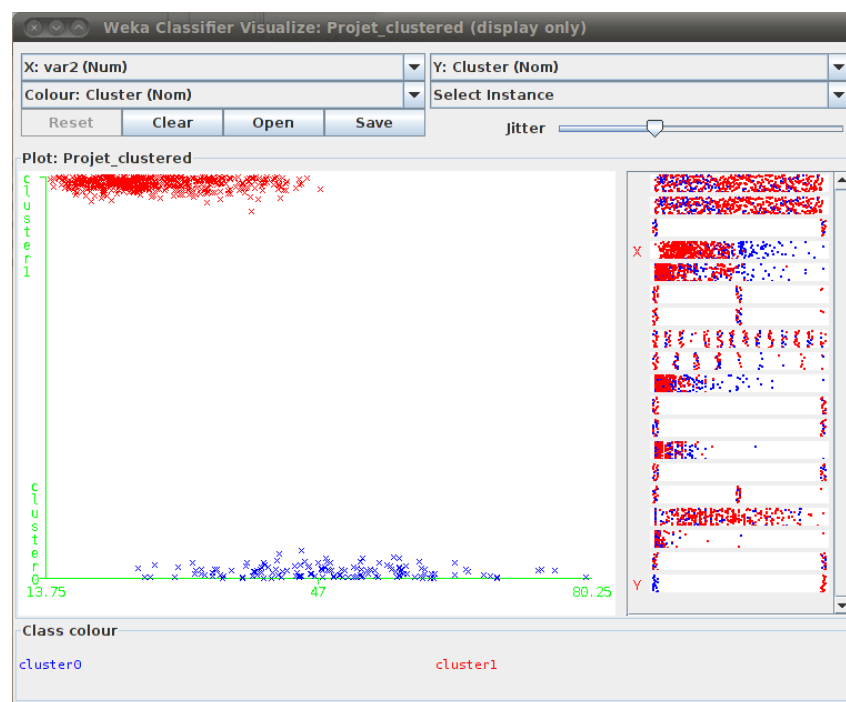 Weka Classifier Visualize: Projet_clustered (display only)
X: var2 (Num)
Y: Cluster (Nom)
Colour: Cluster (Nom)
Select Instance
Reset
Clear
Open
Save
Jitter
Plot: Projet_clustered
cluster1
cluster0
13.75
47
80.25
X
Y
Class colour
cluster0
cluster1